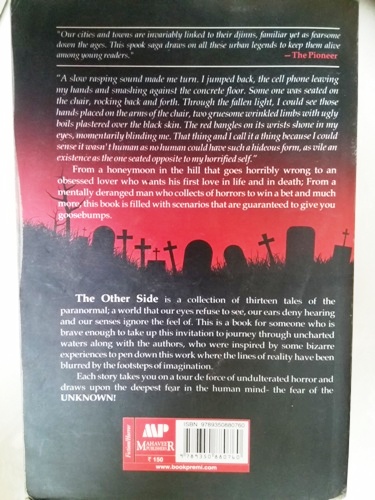 "Our cities and towns are invariably linked to their djinns, familiar yet as fearsome
down the ages. This spook saga draws on all these urban legends to keep them alive
among young readers."
—The Pioneer
"A slow rasping sound made me turn. I jumped back, the cell phone leaving
my hands and smashing against the concrete floor. Some one was seated on
the chair, rocking back and forth. Through the fallen light, I could see those
hands placed on the arms of the chair, two gruesome wrinkled limbs with ugly
boils plastered over the black skin. The red bangles on its wrists shone in my
eyes, momentarily blinding me. That thing and I call it a thing because I could
sense it wasn't human as no human could have such a hideous form, as vile an
existence as the one seated opposite to my horrified self."
From a honeymoon in the hill that goes horribly wrong to an
obsessed lover who wants his first love in life and in death; From a
mentally deranged man who collects of horrors to win a bet and much
more, this book is filled with scenarios that are guaranteed to give you
goosebumps.
The Other Side is a collection of thirteen tales of the
paranormal; a world that our eyes refuse to see, our ears deny hearing
and our senses ignore the feel of. This is a book for someone who is
brave enough to take up this invitation to journey through uncharted
waters along with the authors, who were inspired by some bizarre
experiences to pen down this work where the lines of reality have been
blurred by the footsteps of imagination.
Each story takes you on a tour de force of undulterated horror and
draws upon the deepest fear in the human mind- the fear of the
UNKNOWN!
Fiction/Horror
MP
MAHAVEER
PUBLISHERS
₹ 150
www.bookpremi.com
ISBN 9789350880760
9 789350 880760